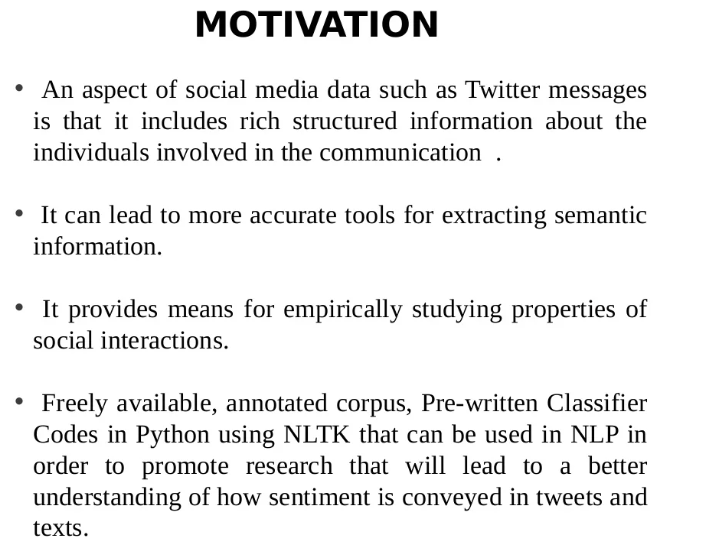 MOTIVATION
• An aspect of social media data such as Twitter messages
is that it includes rich structured information about the
individuals involved in the communication .
• It can lead to more accurate tools for extracting semantic
information.
• It provides means for empirically studying properties of
social interactions.
• Freely available, annotated corpus, Pre-written Classifier
Codes in Python using NLTK that can be used in NLP in
order to promote research that will lead to a better
understanding of how sentiment is conveyed in tweets and
texts.